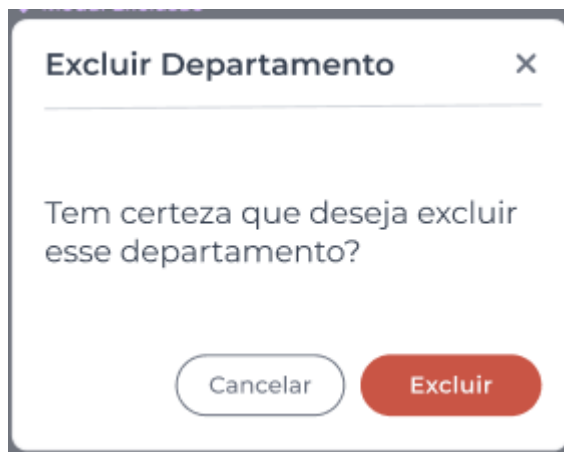 Excluir Departamento
Tem certeza que deseja excluir
esse departamento?
Cancelar
Excluir